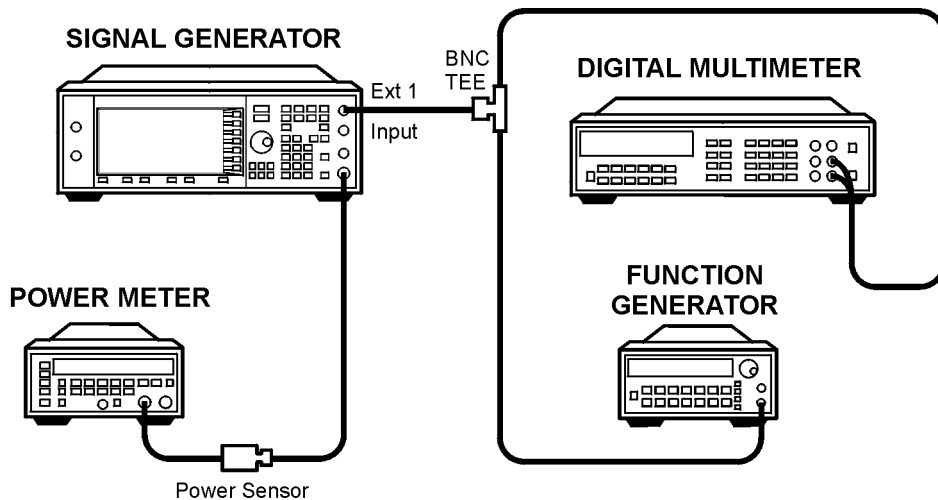 SIGNAL GENERATOR
Ext 1
Input
BNC
TEE
DIGITAL MULTIMETER
POWER METER
FUNCTION
GENERATOR
Power Sensor